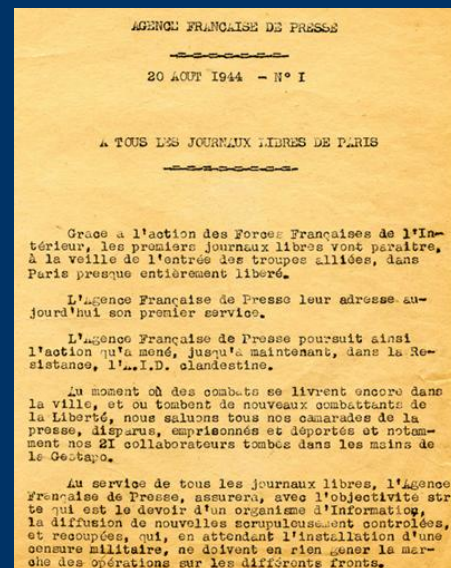 AGENCE FRANCAISE DE PRESSE
20 AOUT 1944 - N° I
A TOUS LES JOURNAUX LIBRES DE PARIS
Grace a l'action des Forces Françaises de l'In-
térieur, les premiers journaux libres vont paraitre,
à la veille de l'entrée des troupes alliées, dans
Paris presque entièrement liberé.
L'Agence Française de Presse leur adresse au-
jourd'hui son premier service.
L'Agence Française de Presse poursuit ainsi
l'action qu'a mené, jusqu'a maintenant, dans la Re-
sistance, l'A.I.D. clandestine.
Au moment où des combats se livrent encore dans
la ville, et ou tombent de nouveaux combattants de
la Liberté, nous saluons tous nos camarades de la
presse, disparus, emprisonnés et déportés et notam-
ment nos 2I collaborateurs tombés dans les mains de
la Gestapo.
Au service de tous les journaux libres, l'Agence
Française de Presse, assurera, avec l'objectivité str
te qui est le devoir d'un organisme d'Information,
la diffusion de nouvelles scrupuleusement controlées,
et recoupées, qui, en attendant l'installation d'une
censure militaire, ne doivent en rien gener la mar-
che des opérations sur les différents fronts.